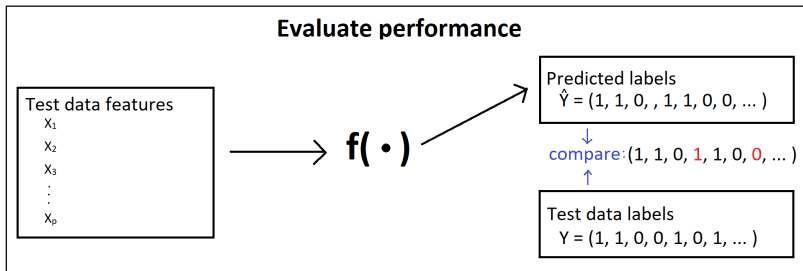 Evaluate performance
Test data features
X₁
X₂
X₃
:
:
Xₚ
f( • )
Predicted labels
Ŷ = (1, 1, 0, , 1, 1, 0, 0, ... )
compare: (1, 1, 0, 1, 1, 0, 0, ... )
Test data labels
Y = (1, 1, 0, 0, 1, 0, 1, ... )